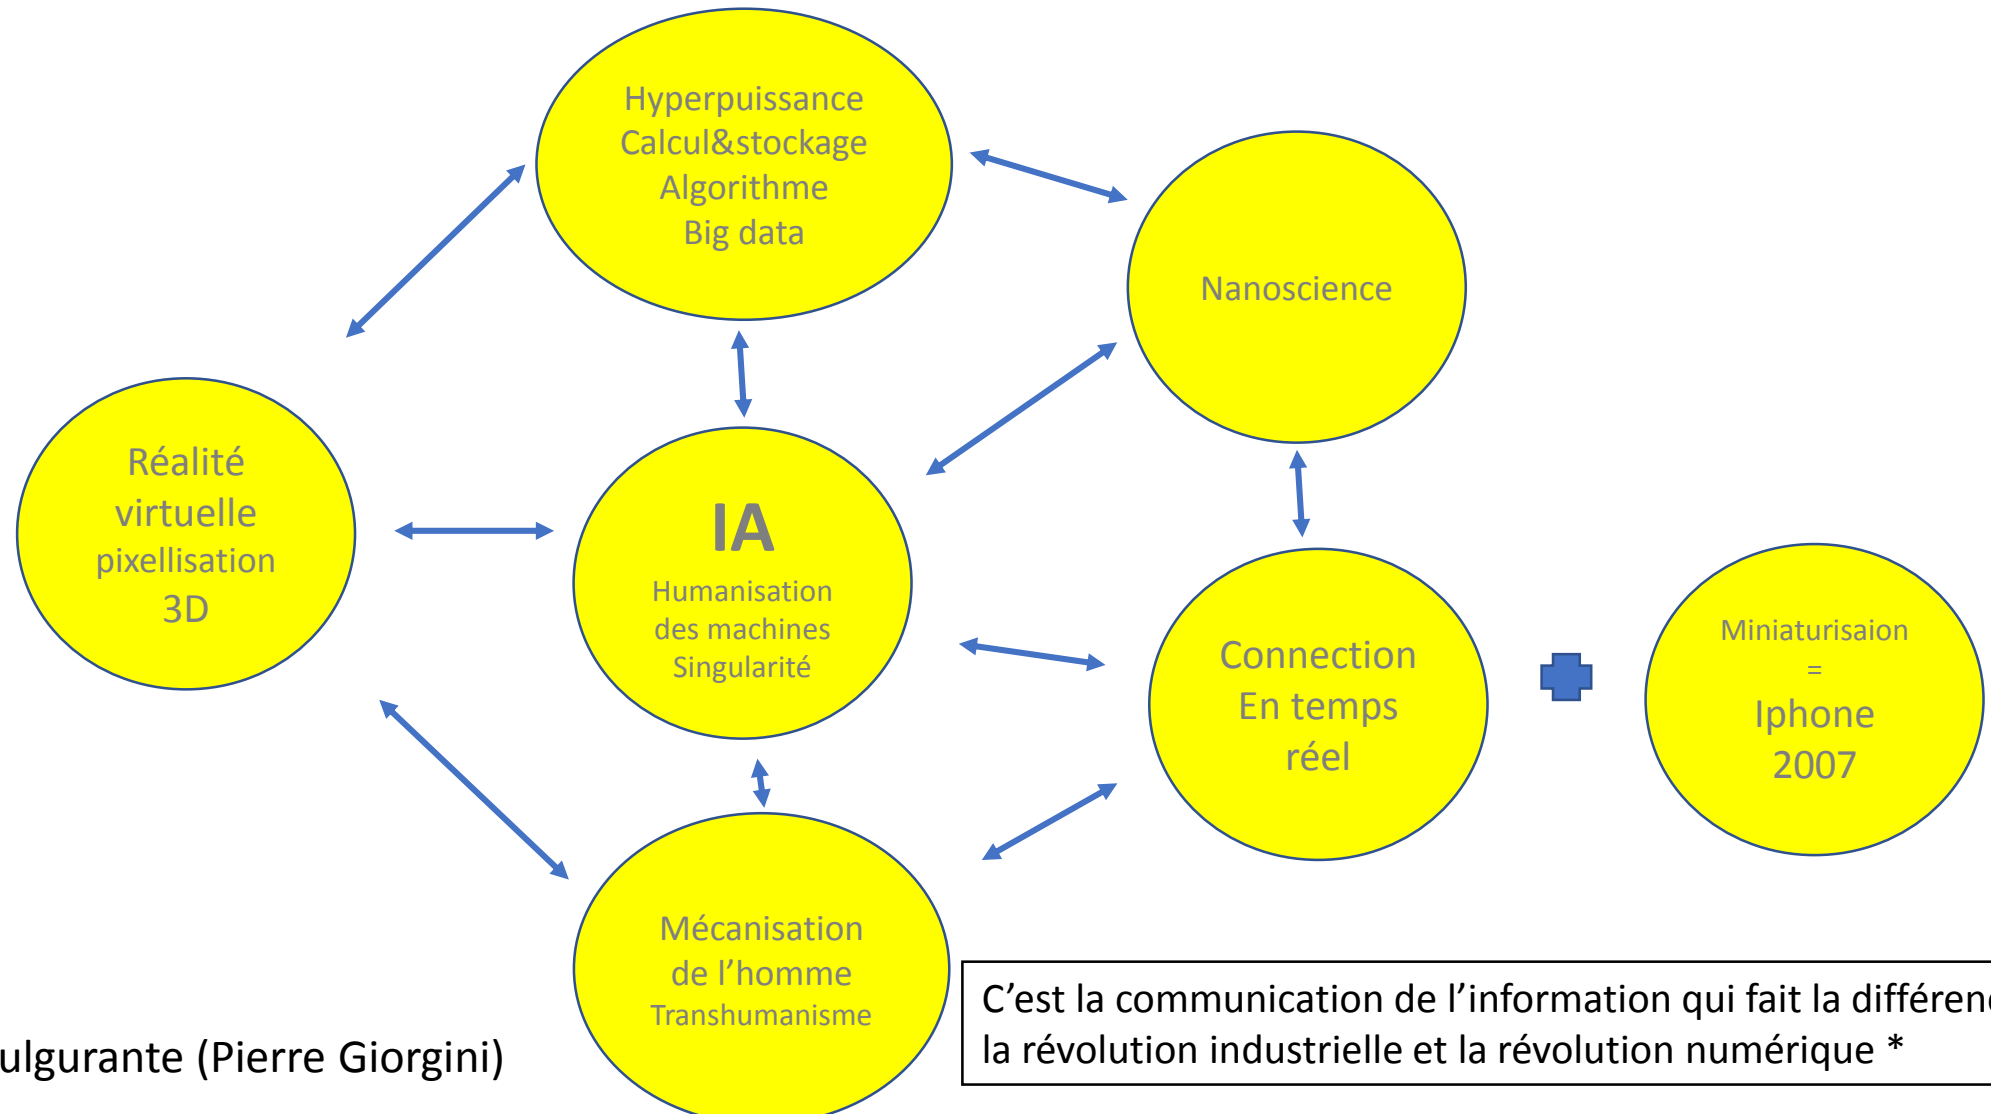 Hyperpuissance
Calcul&stockage
Algorithme
Big data
Nanoscience
Réalité
virtuelle
pixellisation
3D
IA
Humanisation
des machines
Singularité
Connection
En temps
réel
Miniaturisaion
=
Iphone
2007
Mécanisation
de l’homme
Transhumanisme
C’est la communication de l’information qui fait la différen
la révolution industrielle et la révolution numérique *
ulgurante (Pierre Giorgini)